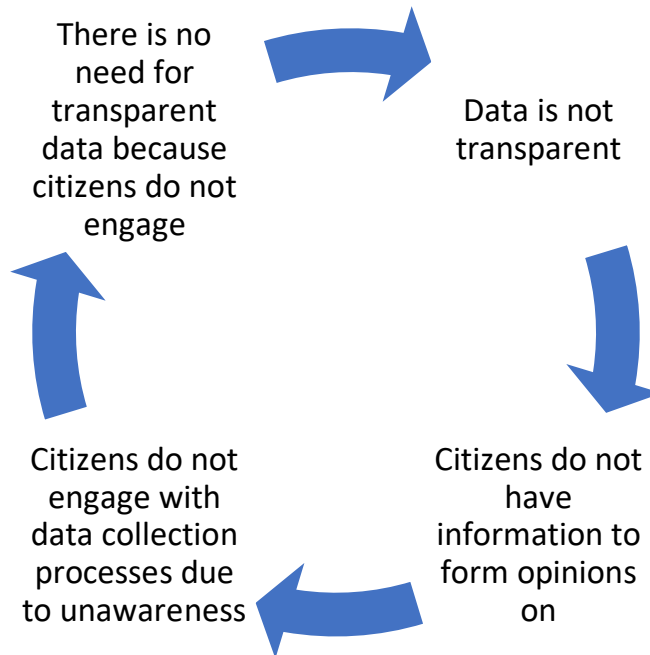 There is no
need for
transparent
data because
citizens do not
engage
Data is not
transparent
Citizens do not
have
information to
form opinions
on
Citizens do not
engage with
data collection
processes due
to unawareness